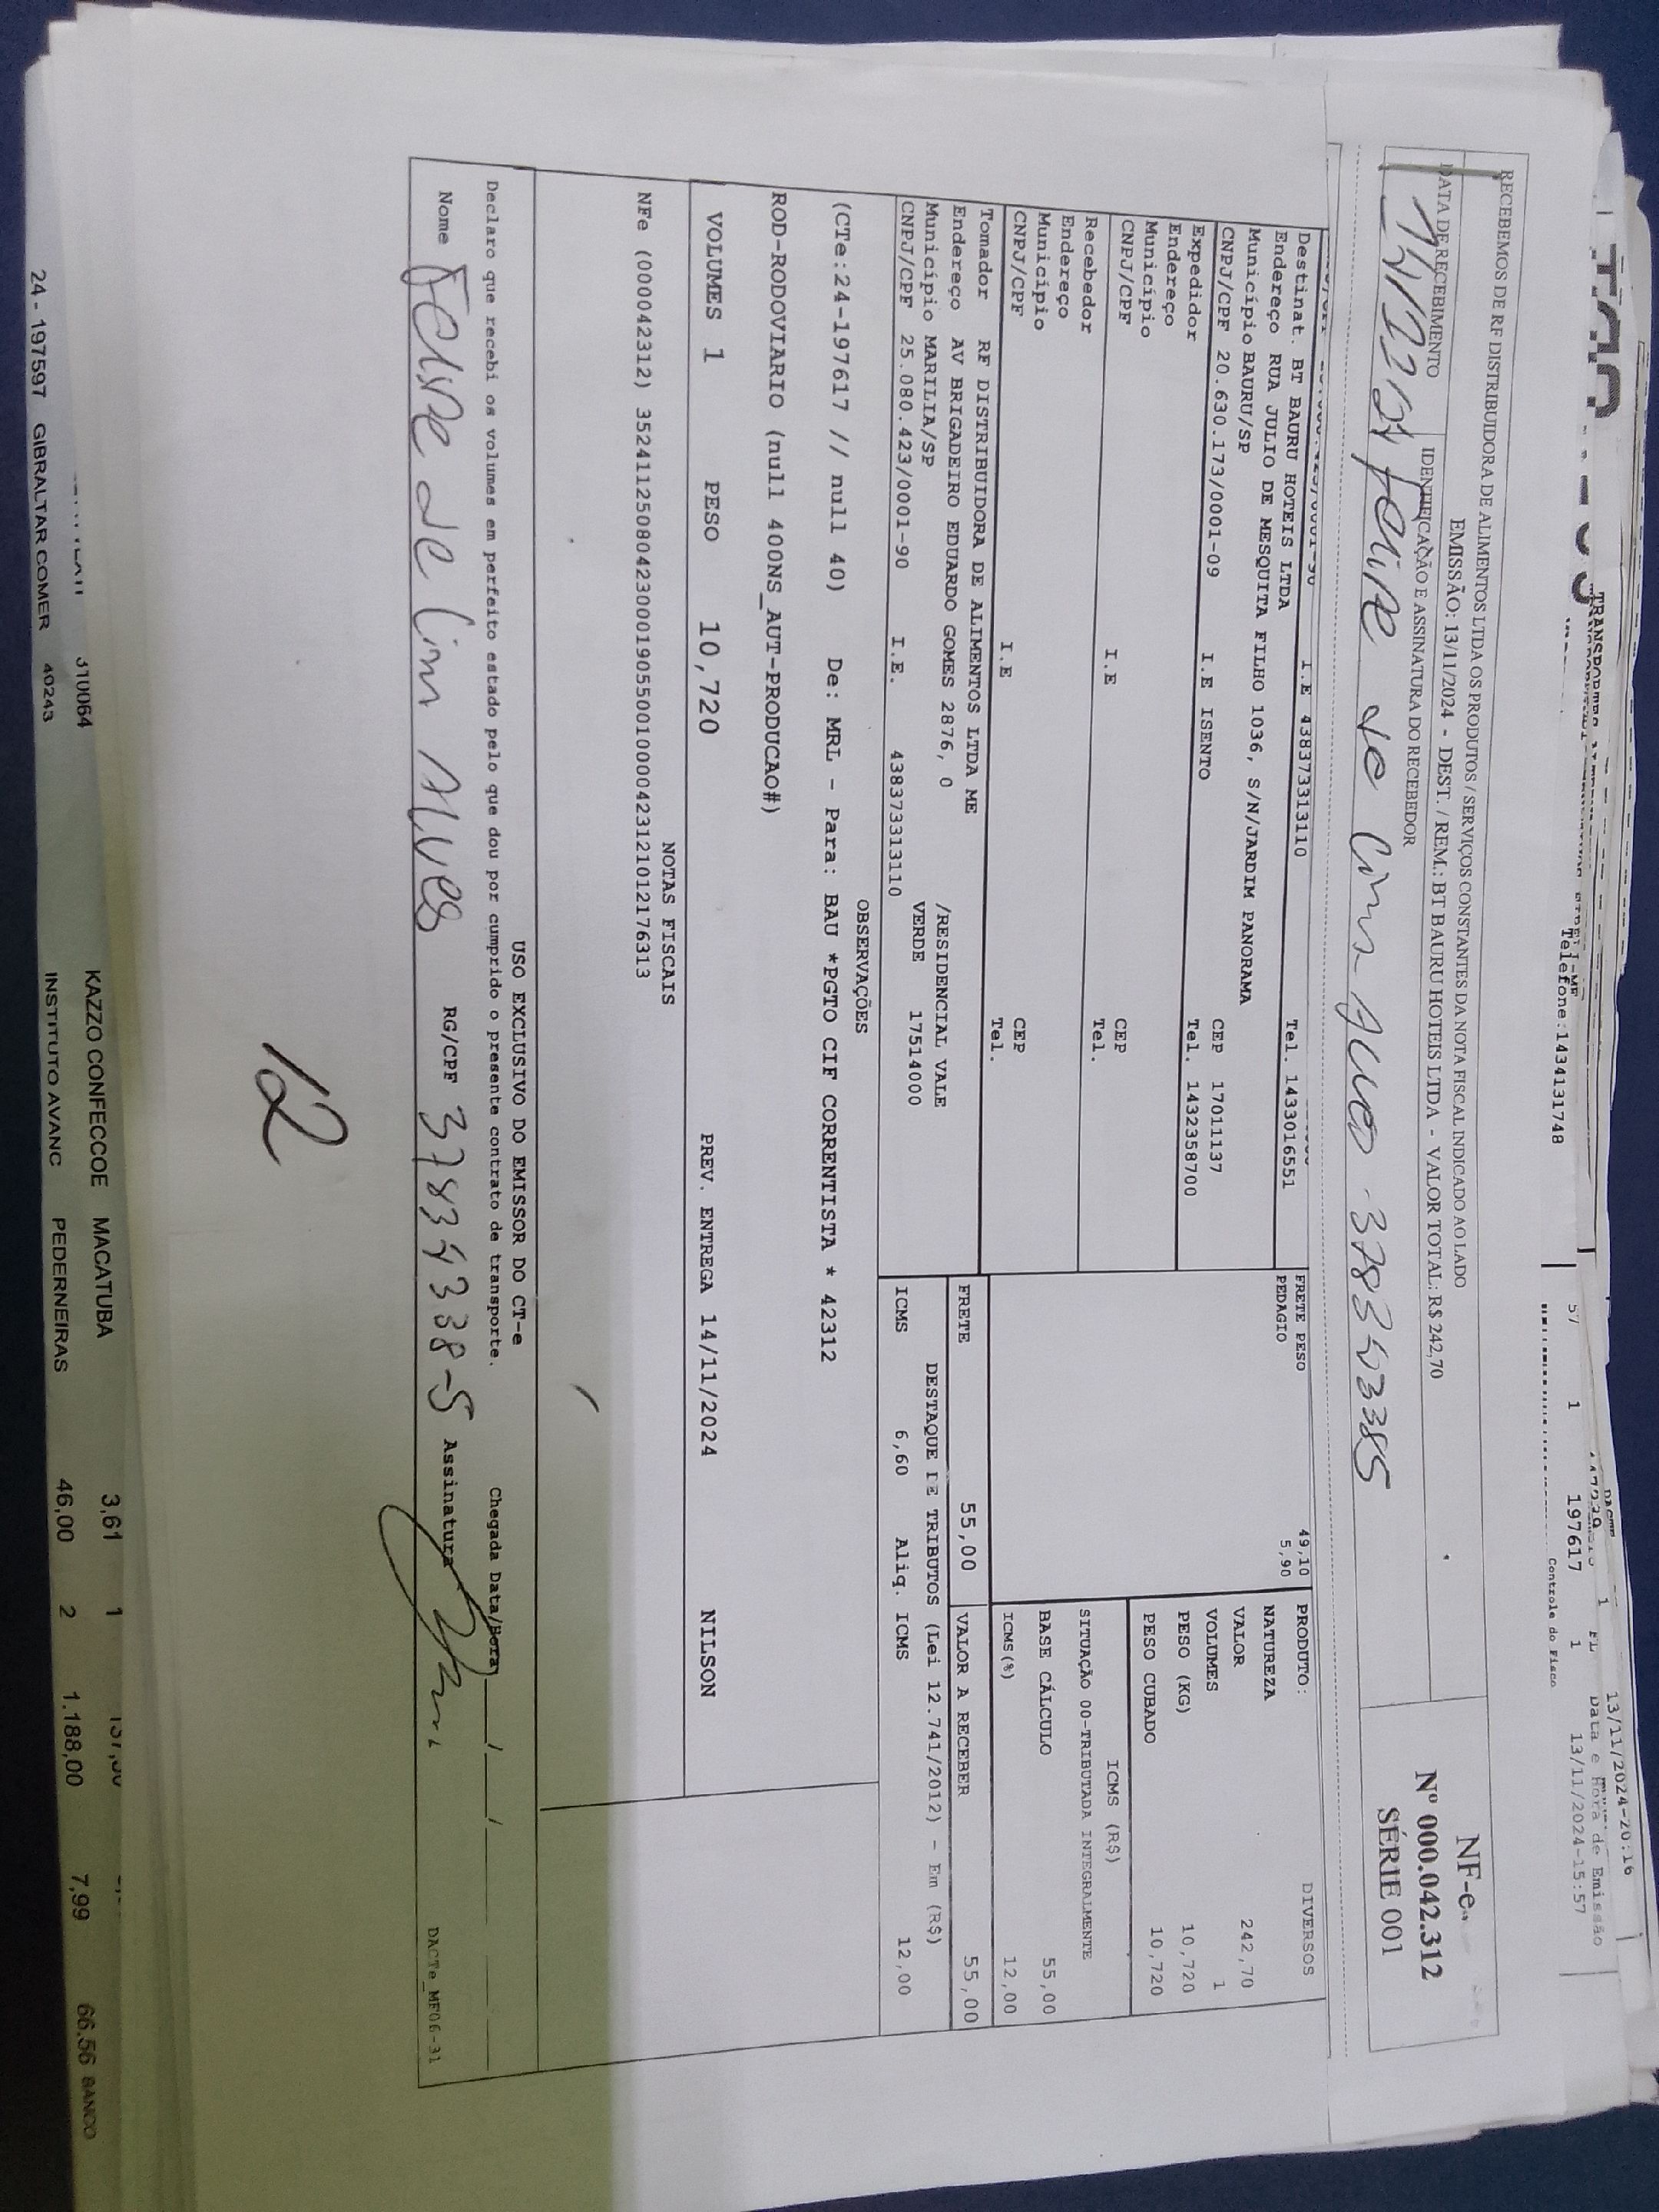 Telefone:1434131748
13/11/2024-20:16
Data e Hora de Emissão
57 1 197617 1 13/11/2024-15:57
Controle do Fisco
RECEBEMOS DE RF DISTRIBUIDORA DE ALIMENTOS LTDA OS PRODUTOS / SERVIÇOS CONSTANTES DA NOTA FISCAL INDICADO AO LADO
EMISSÃO: 13/11/2024 - DEST. / REM.: BT BAURU HOTEIS LTDA - VALOR TOTAL: R$ 242,70
NF-e
Nº 000.042.312
SÉRIE 001
DATA DE RECEBIMENTO
IDENTIFICAÇÃO E ASSINATURA DO RECEBEDOR
Felipe de Lim Alves 378343385
I.E 438373313110 Tel. 1433016551
Destinat. BT BAURU HOTEIS LTDA
Endereço RUA JULIO DE MESQUITA FILHO 1036, S/N/JARDIM PANORAMA
Município BAURU/SP CEP 17011137
CNPJ/CPF 20.630.173/0001-09 I.E ISENTO Tel. 1432358700
Expedidor
Endereço
Município CEP
CNPJ/CPF I.E Tel.
Recebedor
Endereço
Município CEP
CNPJ/CPF I.E Tel.
Tomador RF DISTRIBUIDORA DE ALIMENTOS LTDA ME
Endereço AV BRIGADEIRO EDUARDO GOMES 2876, 0 /RESIDENCIAL VALE
Município MARILIA/SP VERDE 17514000
CNPJ/CPF 25.080.423/0001-90 I.E. 438373313110
FRETE PESO 49,10
PEDAGIO 5,90
PRODUTO: DIVERSOS
NATUREZA
VALOR 242,70
VOLUMES 1
PESO (KG) 10,720
PESO CUBADO 10,720
ICMS (R$)
SITUAÇÃO 00-TRIBUTADA INTEGRALMENTE
BASE CÁLCULO 55,00
ICMS(%) 12,00
FRETE 55,00 VALOR A RECEBER 55,00
DESTAQUE DE TRIBUTOS (Lei 12.741/2012) - Em (R$)
ICMS 6,60 Aliq. ICMS 12,00
OBSERVAÇÕES
(CTe:24-197617 // null 40) De: MRL - Para: BAU *PGTO CIF CORRENTISTA * 42312
ROD-RODOVIARIO (null 400NS_AUT-PRODUCAO#)
VOLUMES 1 PESO 10,720 PREV. ENTREGA 14/11/2024 NILSON
NOTAS FISCAIS
NFe (000042312) 35241125080423000190550010000423121012176313
USO EXCLUSIVO DO EMISSOR DO CT-e
Declaro que recebi os volumes em perfeito estado pelo que dou por cumprido o presente contrato de transporte.
Chegada Data/Hora ___/___/___
Nome Felipe de Lim Alves RG/CPF 37834338-5 Assinatura
DACTe_MF06-31
12
310064 KAZZO CONFECCOE MACATUBA 3,61 1
24 - 197597 GIBRALTAR COMER 40243 INSTITUTO AVANC PEDERNEIRAS 46,00 2 1.188,00 7,99 66.56 BANCO